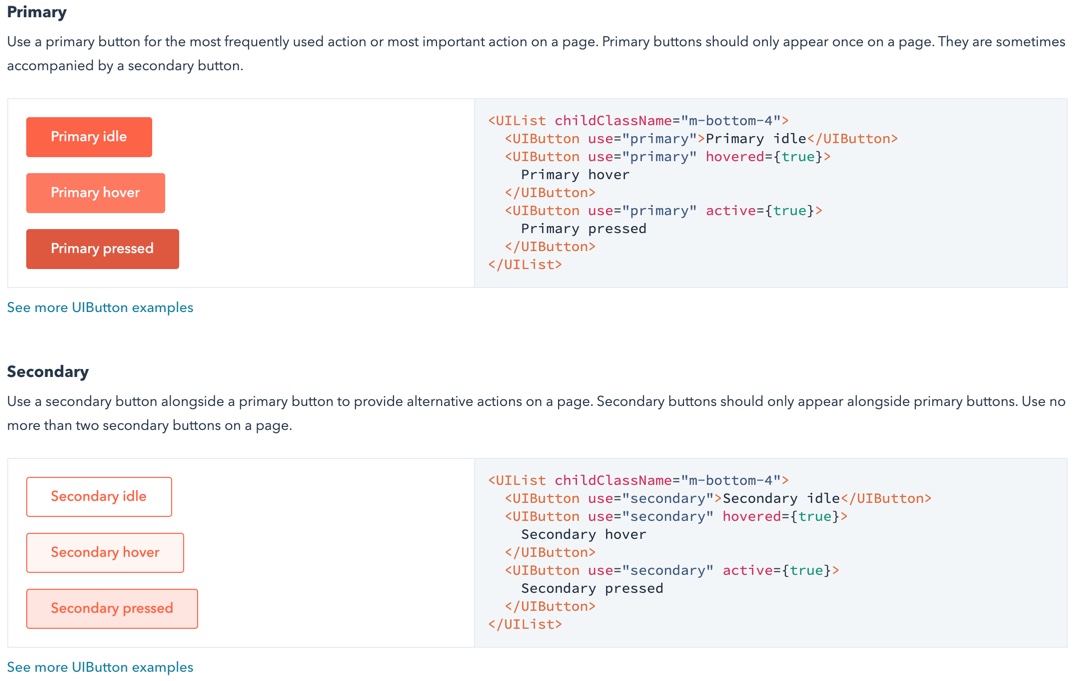 Primary
Use a primary button for the most frequently used action or most important action on a page. Primary buttons should only appear once on a page. They are sometimes
accompanied by a secondary button.
Primary idle
Primary hover
Primary pressed
<UIList childClassName="m-bottom-4">
  <UIButton use="primary">Primary idle</UIButton>
  <UIButton use="primary" hovered={true}>
    Primary hover
  </UIButton>
  <UIButton use="primary" active={true}>
    Primary pressed
  </UIButton>
</UIList>
See more UIButton examples
Secondary
Use a secondary button alongside a primary button to provide alternative actions on a page. Secondary buttons should only appear alongside primary buttons. Use no
more than two secondary buttons on a page.
Secondary idle
Secondary hover
Secondary pressed
<UIList childClassName="m-bottom-4">
  <UIButton use="secondary">Secondary idle</UIButton>
  <UIButton use="secondary" hovered={true}>
    Secondary hover
  </UIButton>
  <UIButton use="secondary" active={true}>
    Secondary pressed
  </UIButton>
</UIList>
See more UIButton examples